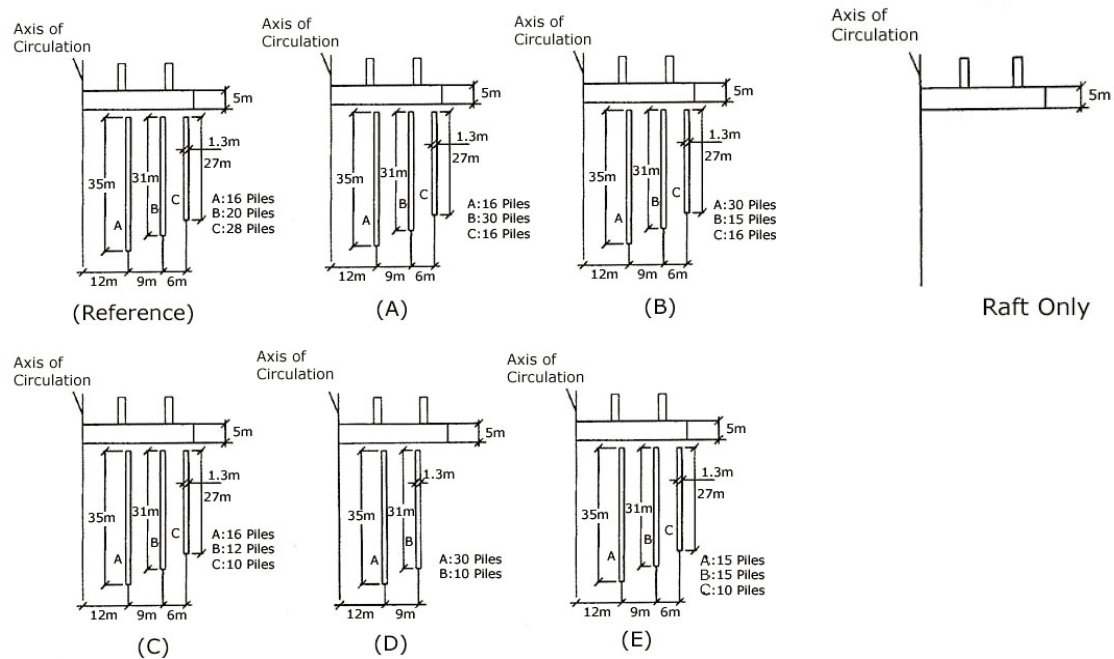 Axis of
Circulation
5m
1.3m
27m
35m
31m
A
B
C
A:16 Piles
B:20 Piles
C:28 Piles
12m 9m 6m
(Reference)
Axis of
Circulation
5m
1.3m
27m
35m
31m
A
B
C
A:16 Piles
B:30 Piles
C:16 Piles
12m 9m 6m
(A)
Axis of
Circulation
5m
1.3m
27m
35m
31m
A
B
C
A:30 Piles
B:15 Piles
C:16 Piles
12m 9m 6m
(B)
Axis of
Circulation
5m
Raft Only
Axis of
Circulation
5m
1.3m
27m
35m
31m
A
B
C
A:16 Piles
B:12 Piles
C:10 Piles
12m 9m 6m
(C)
Axis of
Circulation
5m
1.3m
35m
31m
A
B
A:30 Piles
B:10 Piles
12m 9m
(D)
Axis of
Circulation
5m
1.3m
27m
35m
31m
A
B
C
A:15 Piles
B:15 Piles
C:10 Piles
12m 9m 6m
(E)